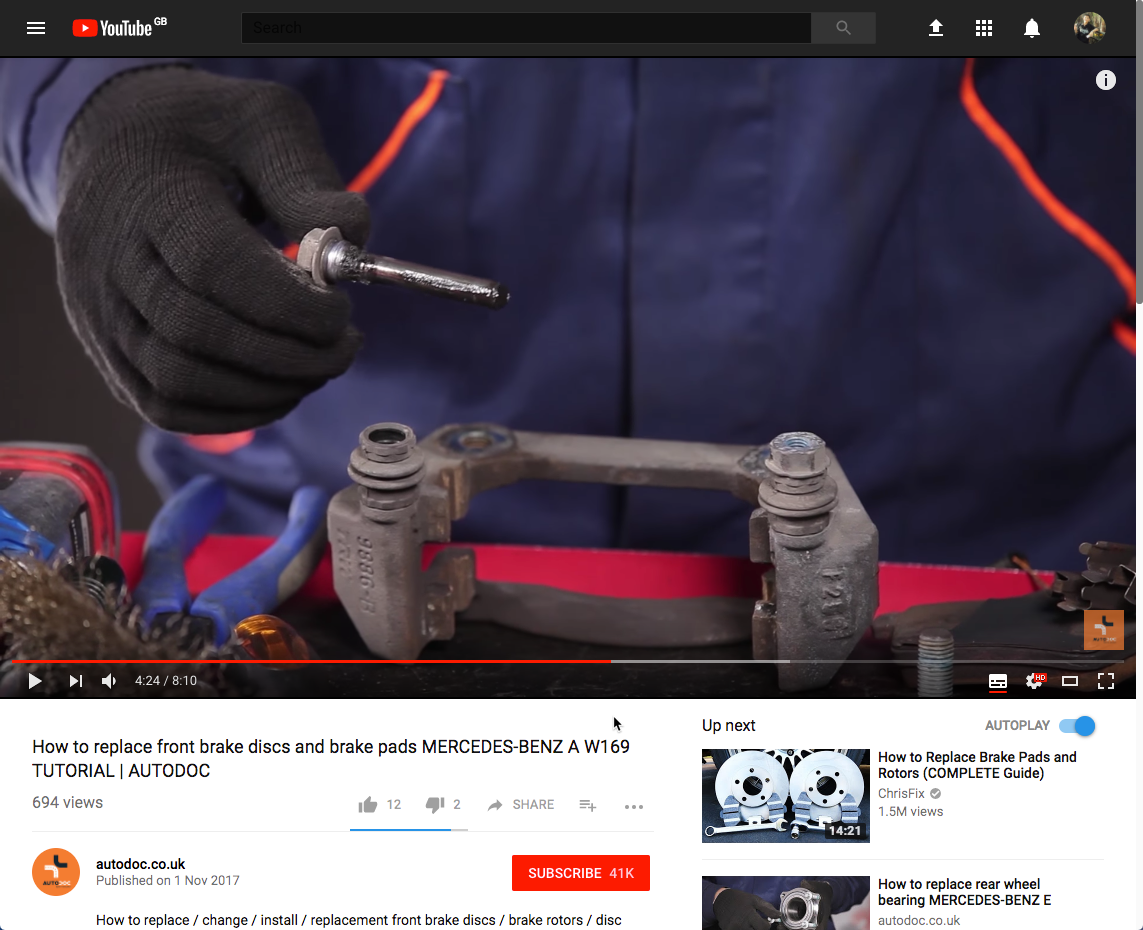 YouTube GB
Search
i
4:24 / 8:10
HD
AUTODOC
How to replace front brake discs and brake pads MERCEDES-BENZ A W169
TUTORIAL | AUTODOC
694 views
12
2
SHARE
autodoc.co.uk
Published on 1 Nov 2017
SUBSCRIBE 41K
How to replace / change / install / replacement front brake discs / brake rotors / disc
Up next
AUTOPLAY
How to Replace Brake Pads and
Rotors (COMPLETE Guide)
ChrisFix
1.5M views
14:21
How to replace rear wheel
bearing MERCEDES-BENZ E
autodoc.co.uk